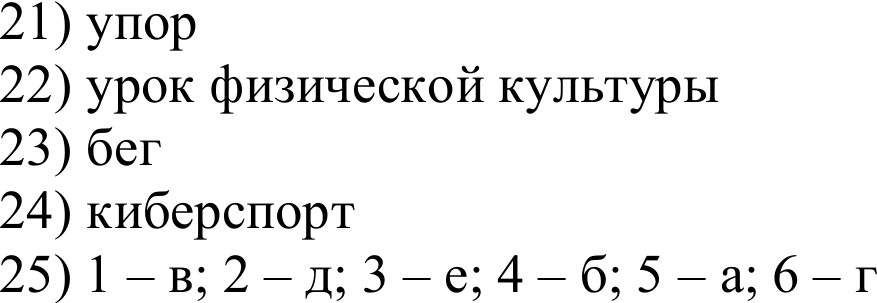 21) упор
22) урок физической культуры
23) бег
24) киберспорт
25) 1 – в; 2 – д; 3 – е; 4 – б; 5 – а; 6 – г